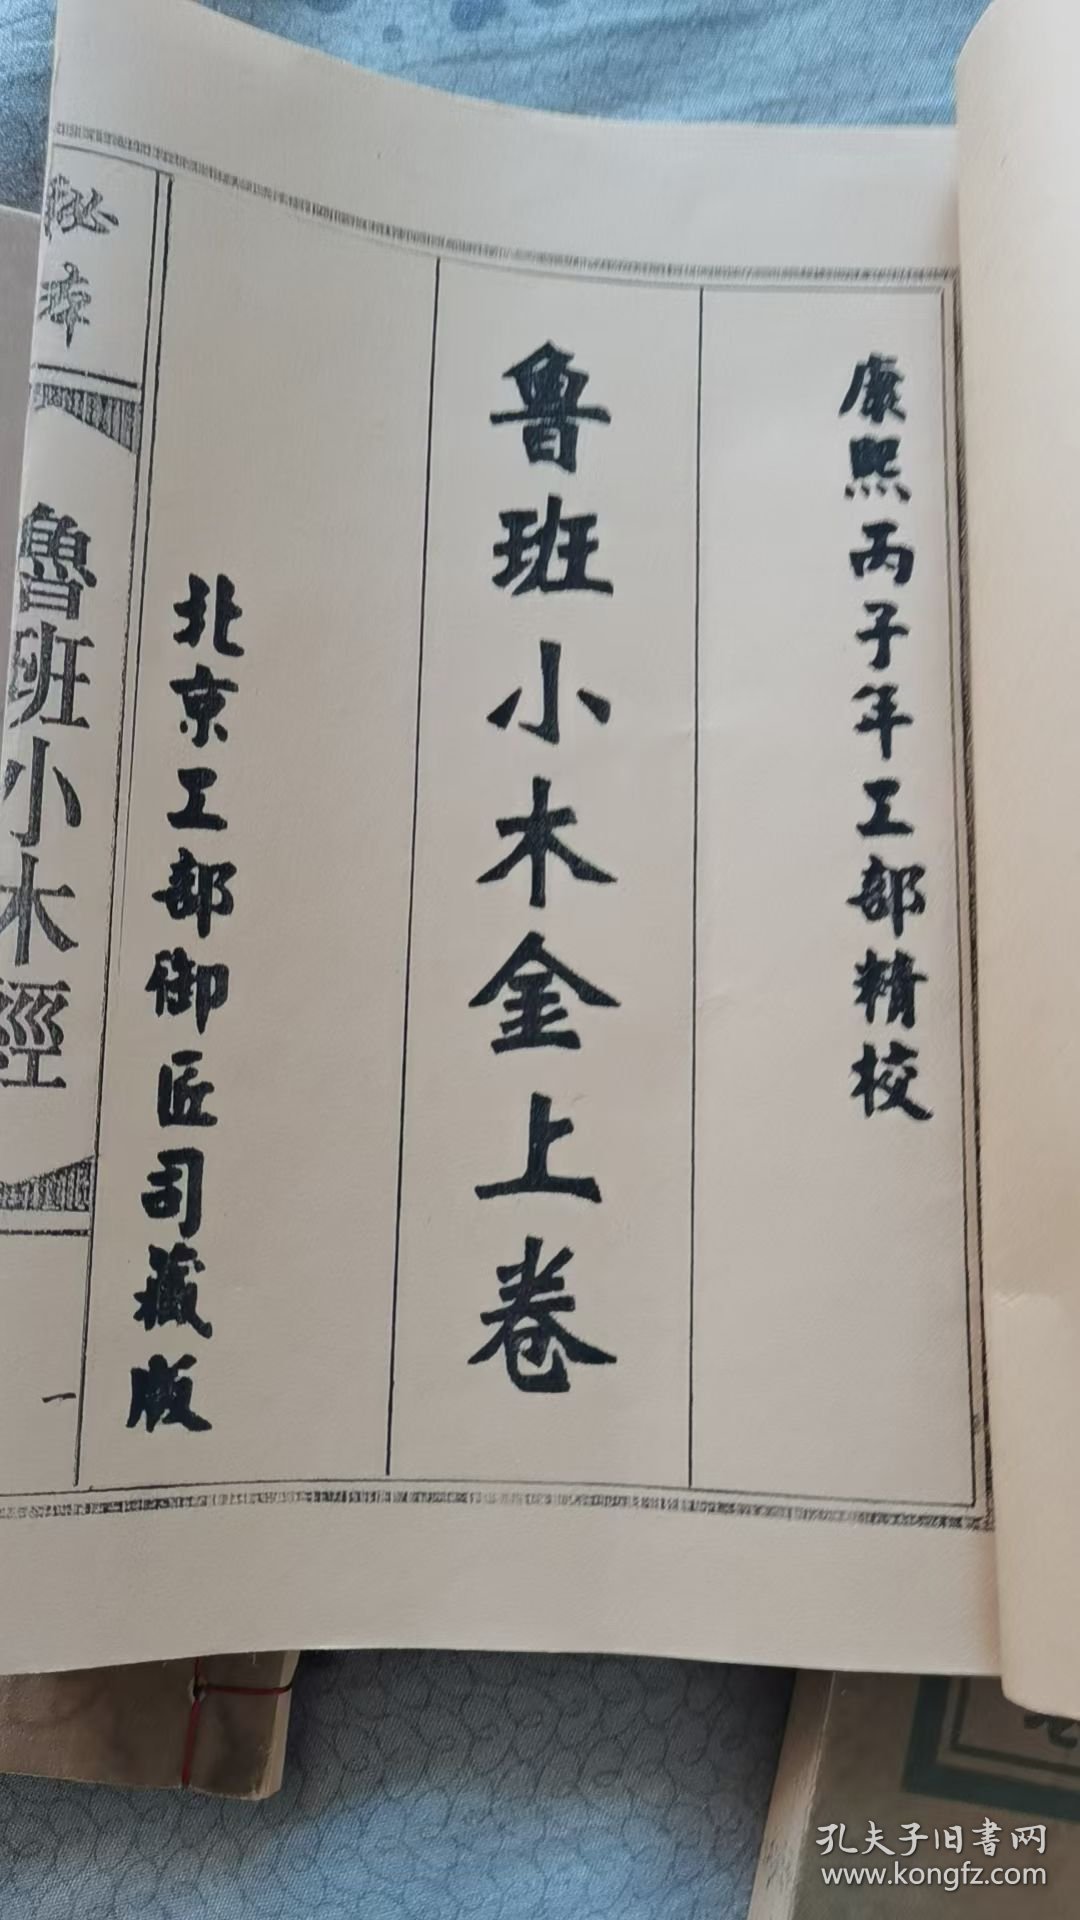 康熙丙子年工部精校
魯班小木金上卷
北京工部御匠司藏版
秘本
魯班小木經
一
孔夫子旧書网
www.kongfz.com